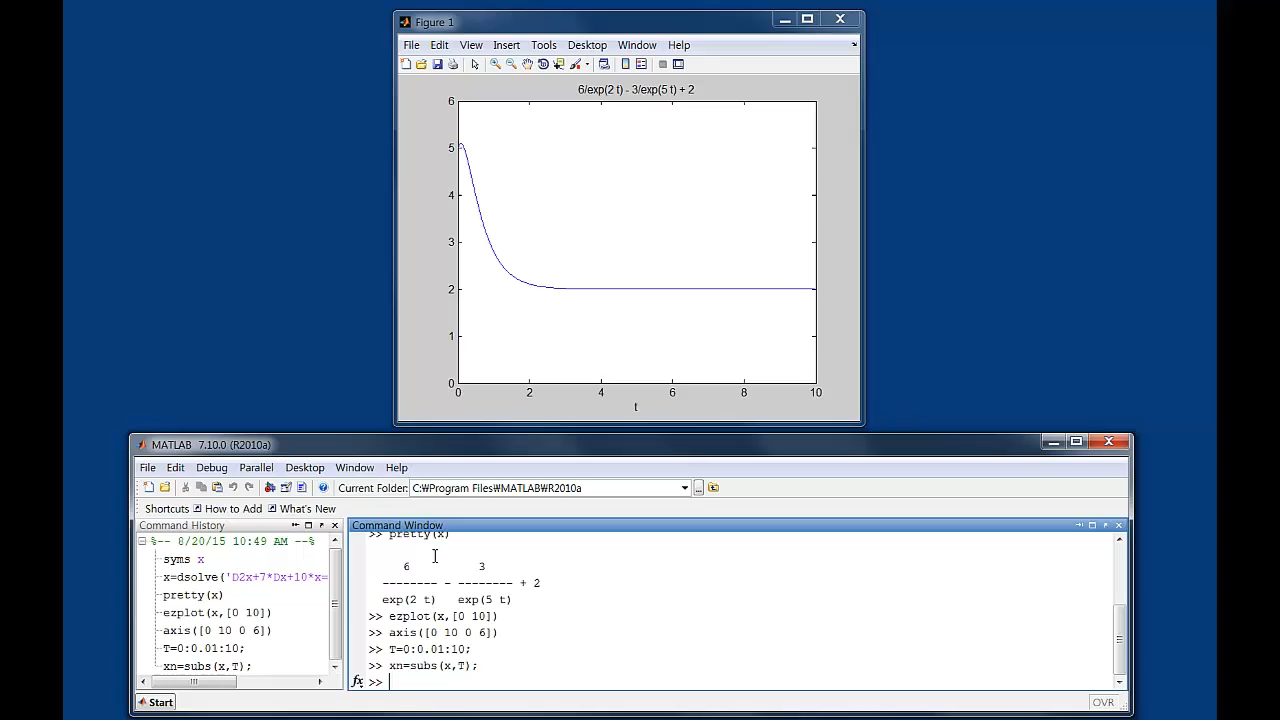 Figure 1
File Edit View Insert Tools Desktop Window Help
6/exp(2 t) - 3/exp(5 t) + 2
6
5
4
3
2
1
0
0 2 4 6 8 10
t
MATLAB 7.10.0 (R2010a)
File Edit Debug Parallel Desktop Window Help
Current Folder: C:₩Program Files₩MATLAB₩R2010a
Shortcuts How to Add What's New
Command History
%-- 8/20/15 10:49 AM --%
syms x
x=dsolve('D2x+7*Dx+10*x=
pretty(x)
ezplot(x,[0 10])
axis([0 10 0 6])
T=0:0.01:10;
xn=subs(x,T);
Command Window
>> pretty(x)
6 3
-------- - -------- + 2
exp(2 t) exp(5 t)
>> ezplot(x,[0 10])
>> axis([0 10 0 6])
>> T=0:0.01:10;
>> xn=subs(x,T);
fx >>
Start
OVR